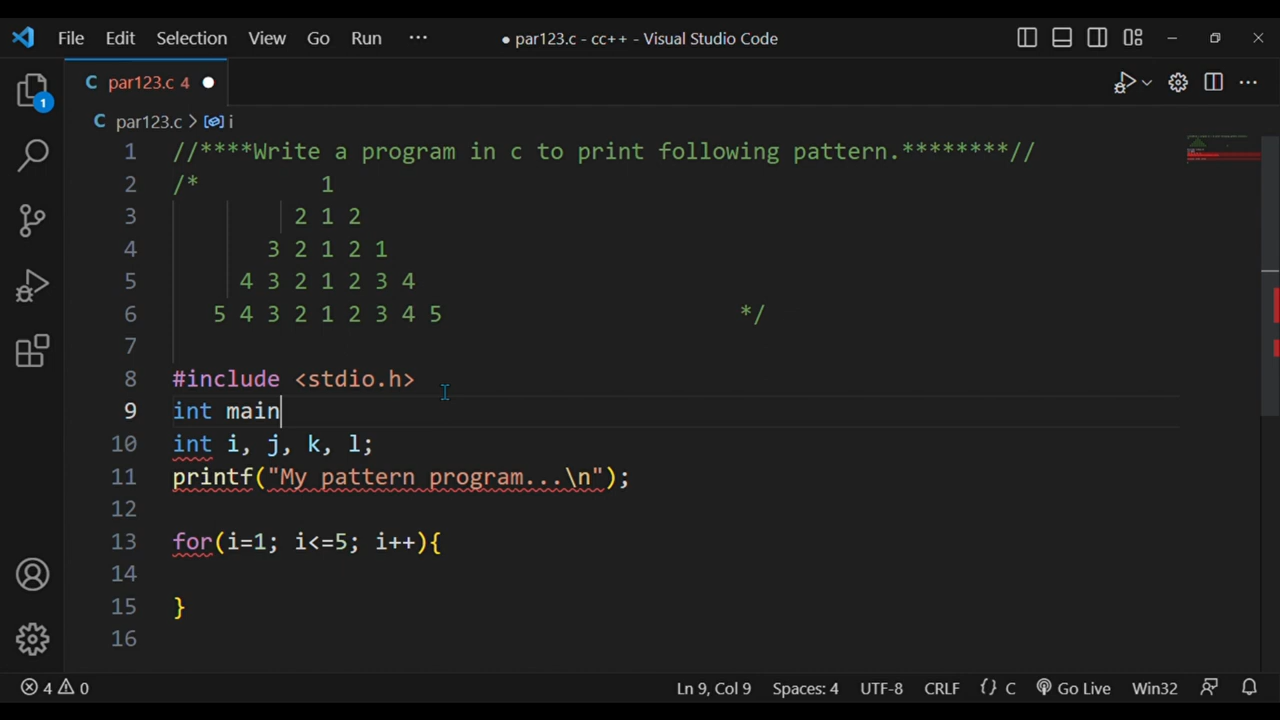 File Edit Selection View Go Run ···
● par123.c - cc++ - Visual Studio Code
1
C par123.c 4 ●
C par123.c > i
1 //****Write a program in c to print following pattern.********//
2 /* 1
3 2 1 2
4 3 2 1 2 1
5 4 3 2 1 2 3 4
6 5 4 3 2 1 2 3 4 5 */
7
8 #include <stdio.h>
9 int main
10 int i, j, k, l;
11 printf("My pattern program...\n");
12
13 for(i=1; i<=5; i++){
14
15 }
16
4 0 Ln 9, Col 9 Spaces: 4 UTF-8 CRLF {} C Go Live Win32